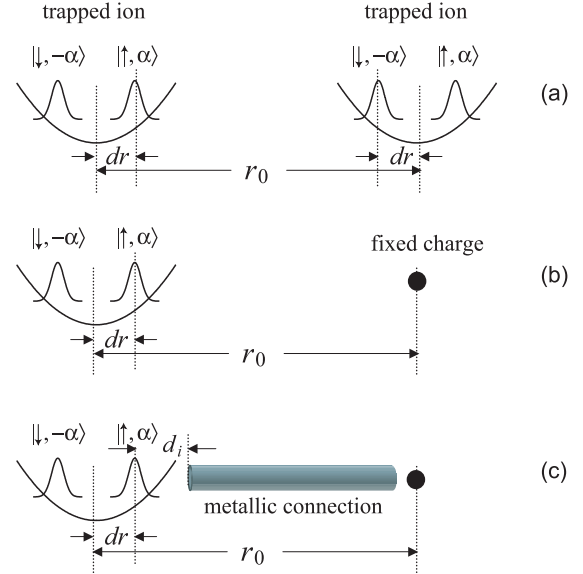 trapped ion trapped ion
|↓, -α⟩ |↑, α⟩ |↓, -α⟩ |↑, α⟩
(a)
dr dr
r₀
|↓, -α⟩ |↑, α⟩ fixed charge
(b)
dr
r₀
|↓, -α⟩ |↑, α⟩
dᵢ
(c)
metallic connection
dr
r₀